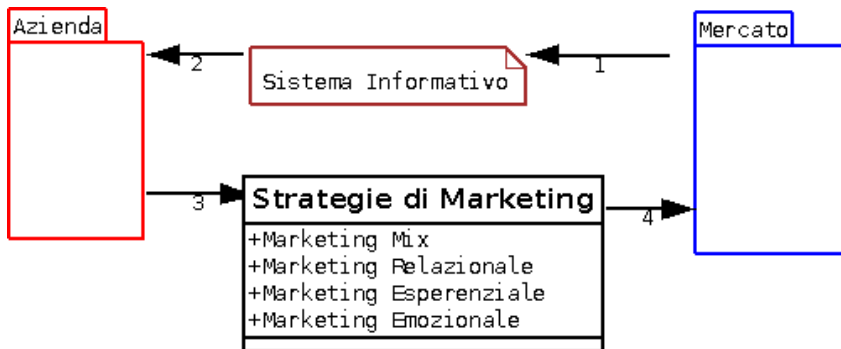 Azienda
Mercato
2
1
Sistema Informativo
3
Strategie di Marketing
4
+Marketing Mix
+Marketing Relazionale
+Marketing Esperenziale
+Marketing Emozionale